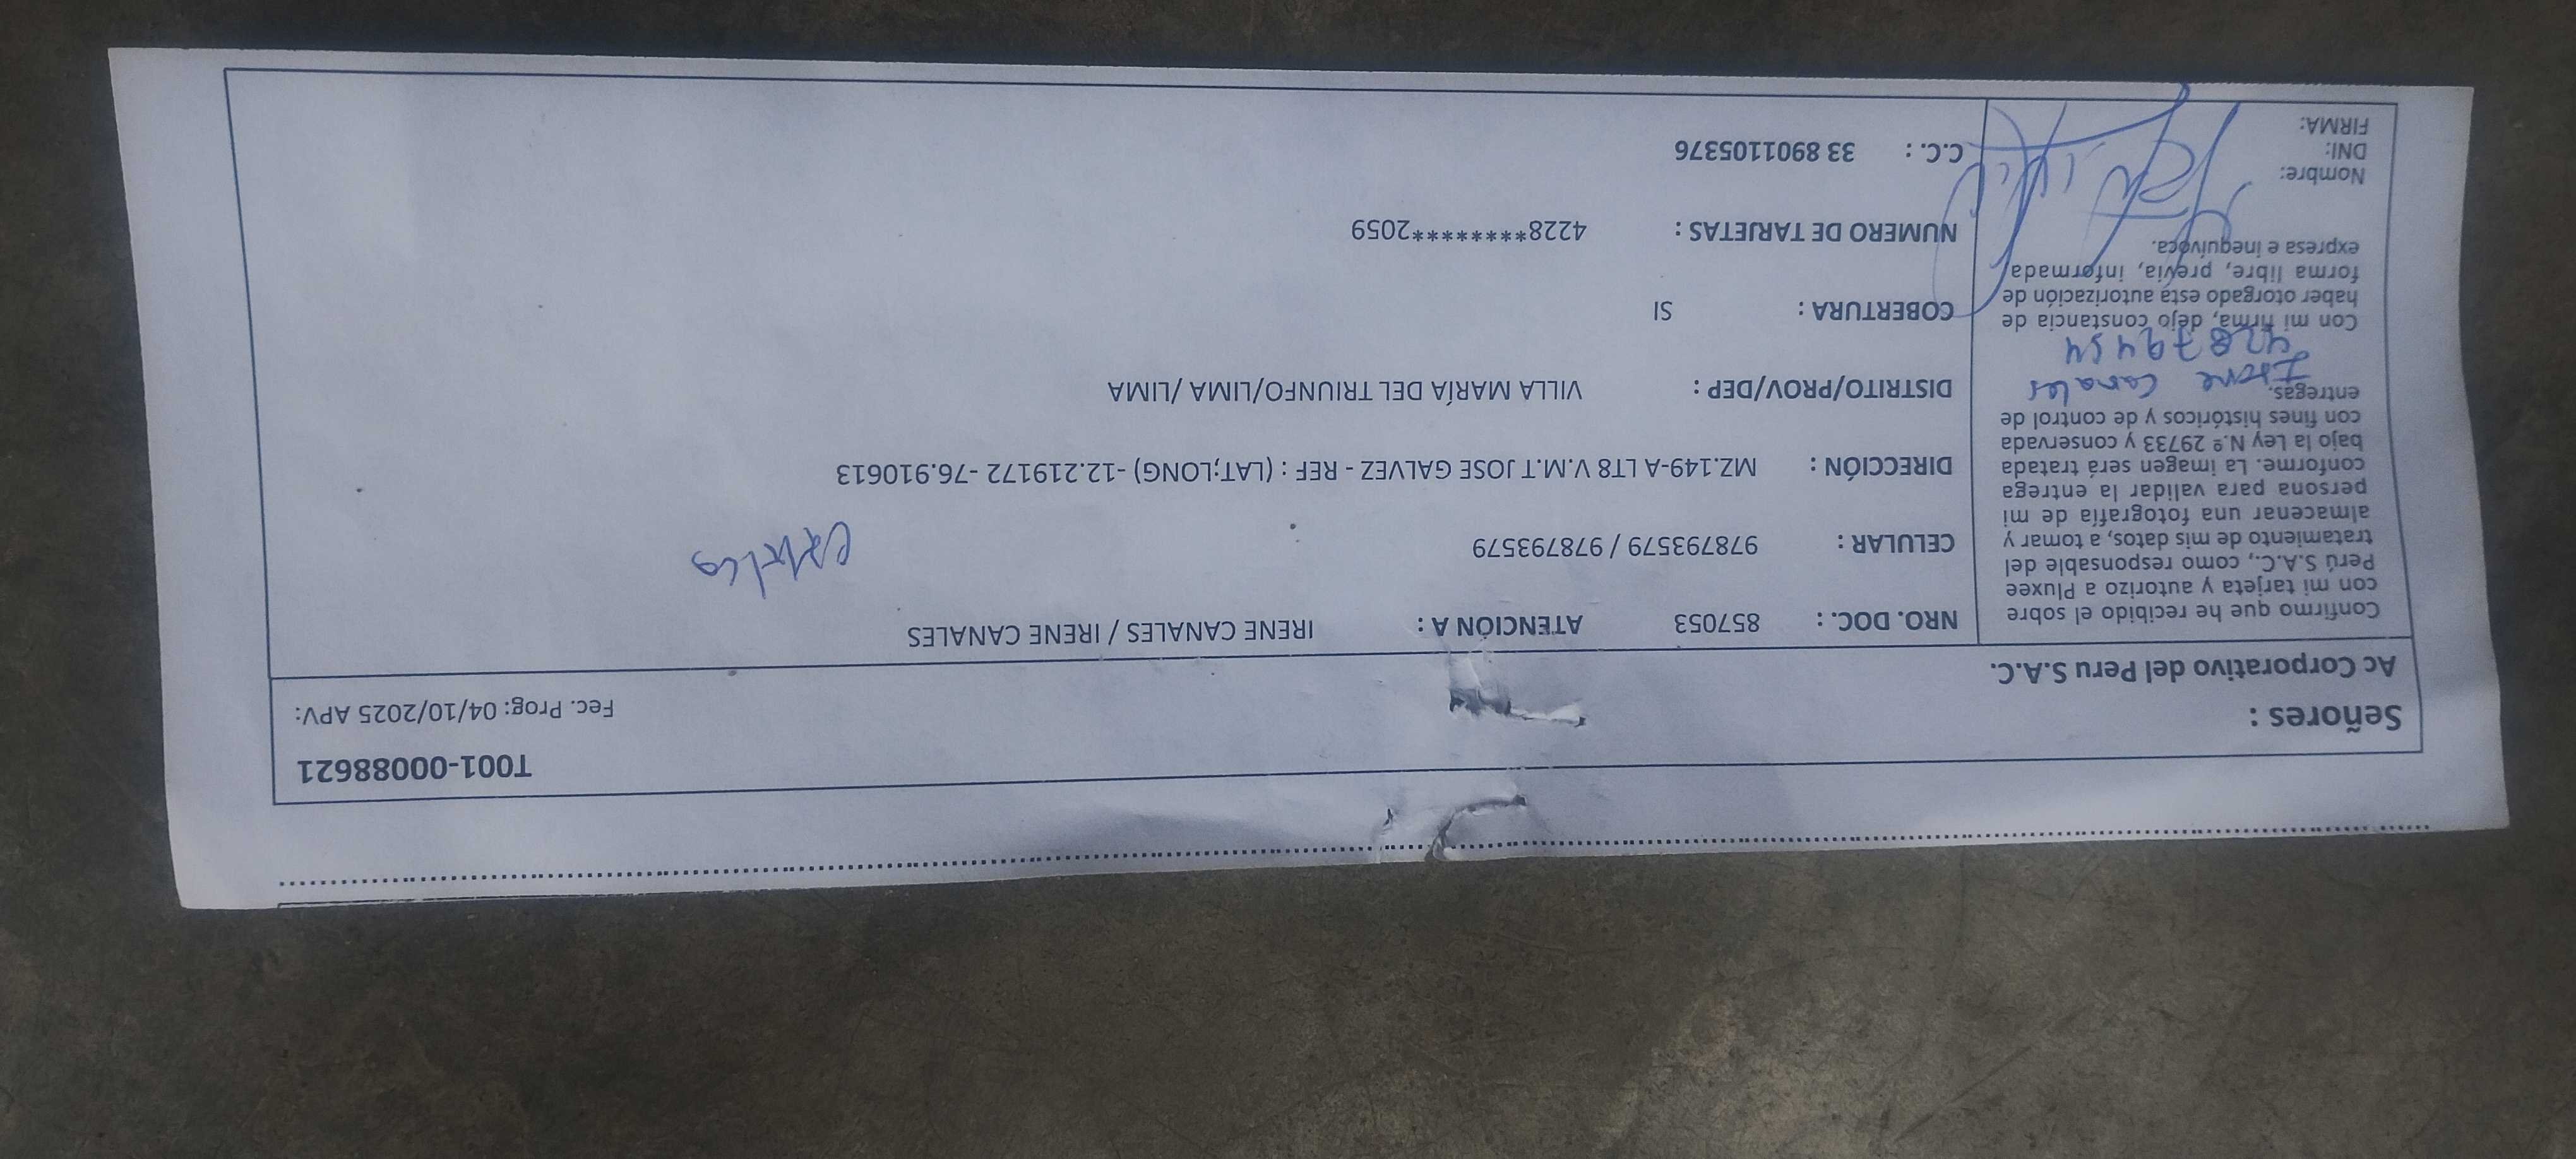 Señores :
Ac Corporativo del Peru S.A.C.
T001-00088621
Fec. Prog: 04/10/2025 APV:
Confirmo que he recibido el sobre
con mi tarjeta y autorizo a Pluxee
Perú S.A.C., como responsable del
tratamiento de mis datos, a tomar y
almacenar una fotografía de mi
persona para validar la entrega
conforme. La imagen será tratada
bajo la Ley N.º 29733 y conservada
con fines históricos y de control de
entregas.
Irene Canales
42879454
Con mi firma, dejo constancia de
haber otorgado esta autorización de
forma libre, previa, informada,
expresa e inequívoca.
Nombre:
DNI:
FIRMA:
NRO. DOC. : 857053 ATENCIÓN A : IRENE CANALES / IRENE CANALES
CELULAR : 978793579 / 978793579
DIRECCIÓN : MZ.149-A LT8 V.M.T JOSE GALVEZ - REF : (LAT;LONG) -12.219172 -76.910613
DISTRITO/PROV/DEP : VILLA MARÍA DEL TRIUNFO/LIMA /LIMA
COBERTURA : SI
NUMERO DE TARJETAS : 4228*********2059
C.C. : 33 8901105376